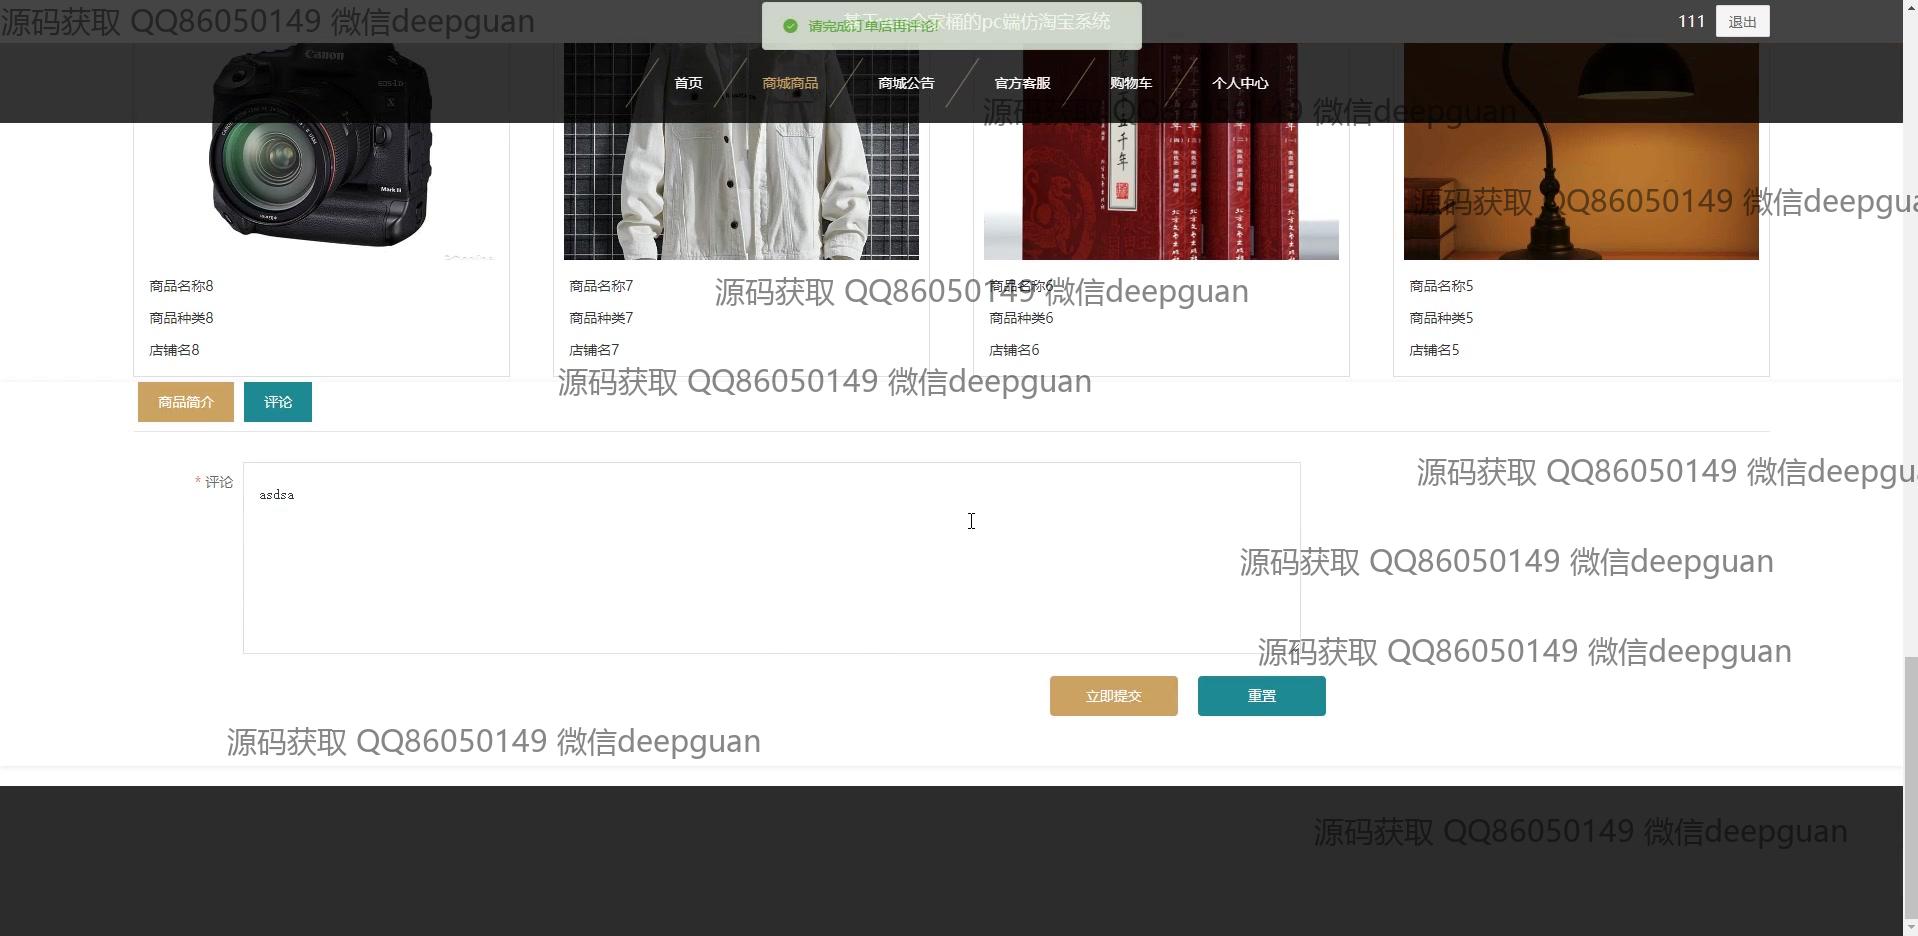 源码获取 QQ86050149 微信deepguan
请完成订单后再评论!
全家桶的pc端仿淘宝系统
111
退出
首页
商城商品
商城公告
官方客服
购物车
个人中心
源码获取 QQ86050149 微信deepguan
Canon
Mark III
五千年
源码获取 QQ86050149 微信deepgua
商品名称8
商品种类8
店铺名8
商品名称7
商品种类7
店铺名7
源码获取 QQ86050149 微信deepguan
商品名称6
商品种类6
店铺名6
商品名称5
商品种类5
店铺名5
源码获取 QQ86050149 微信deepguan
商品简介
评论
* 评论
asdsa
源码获取 QQ86050149 微信deepgu
源码获取 QQ86050149 微信deepguan
源码获取 QQ86050149 微信deepguan
立即提交
重置
源码获取 QQ86050149 微信deepguan
源码获取 QQ86050149 微信deepguan